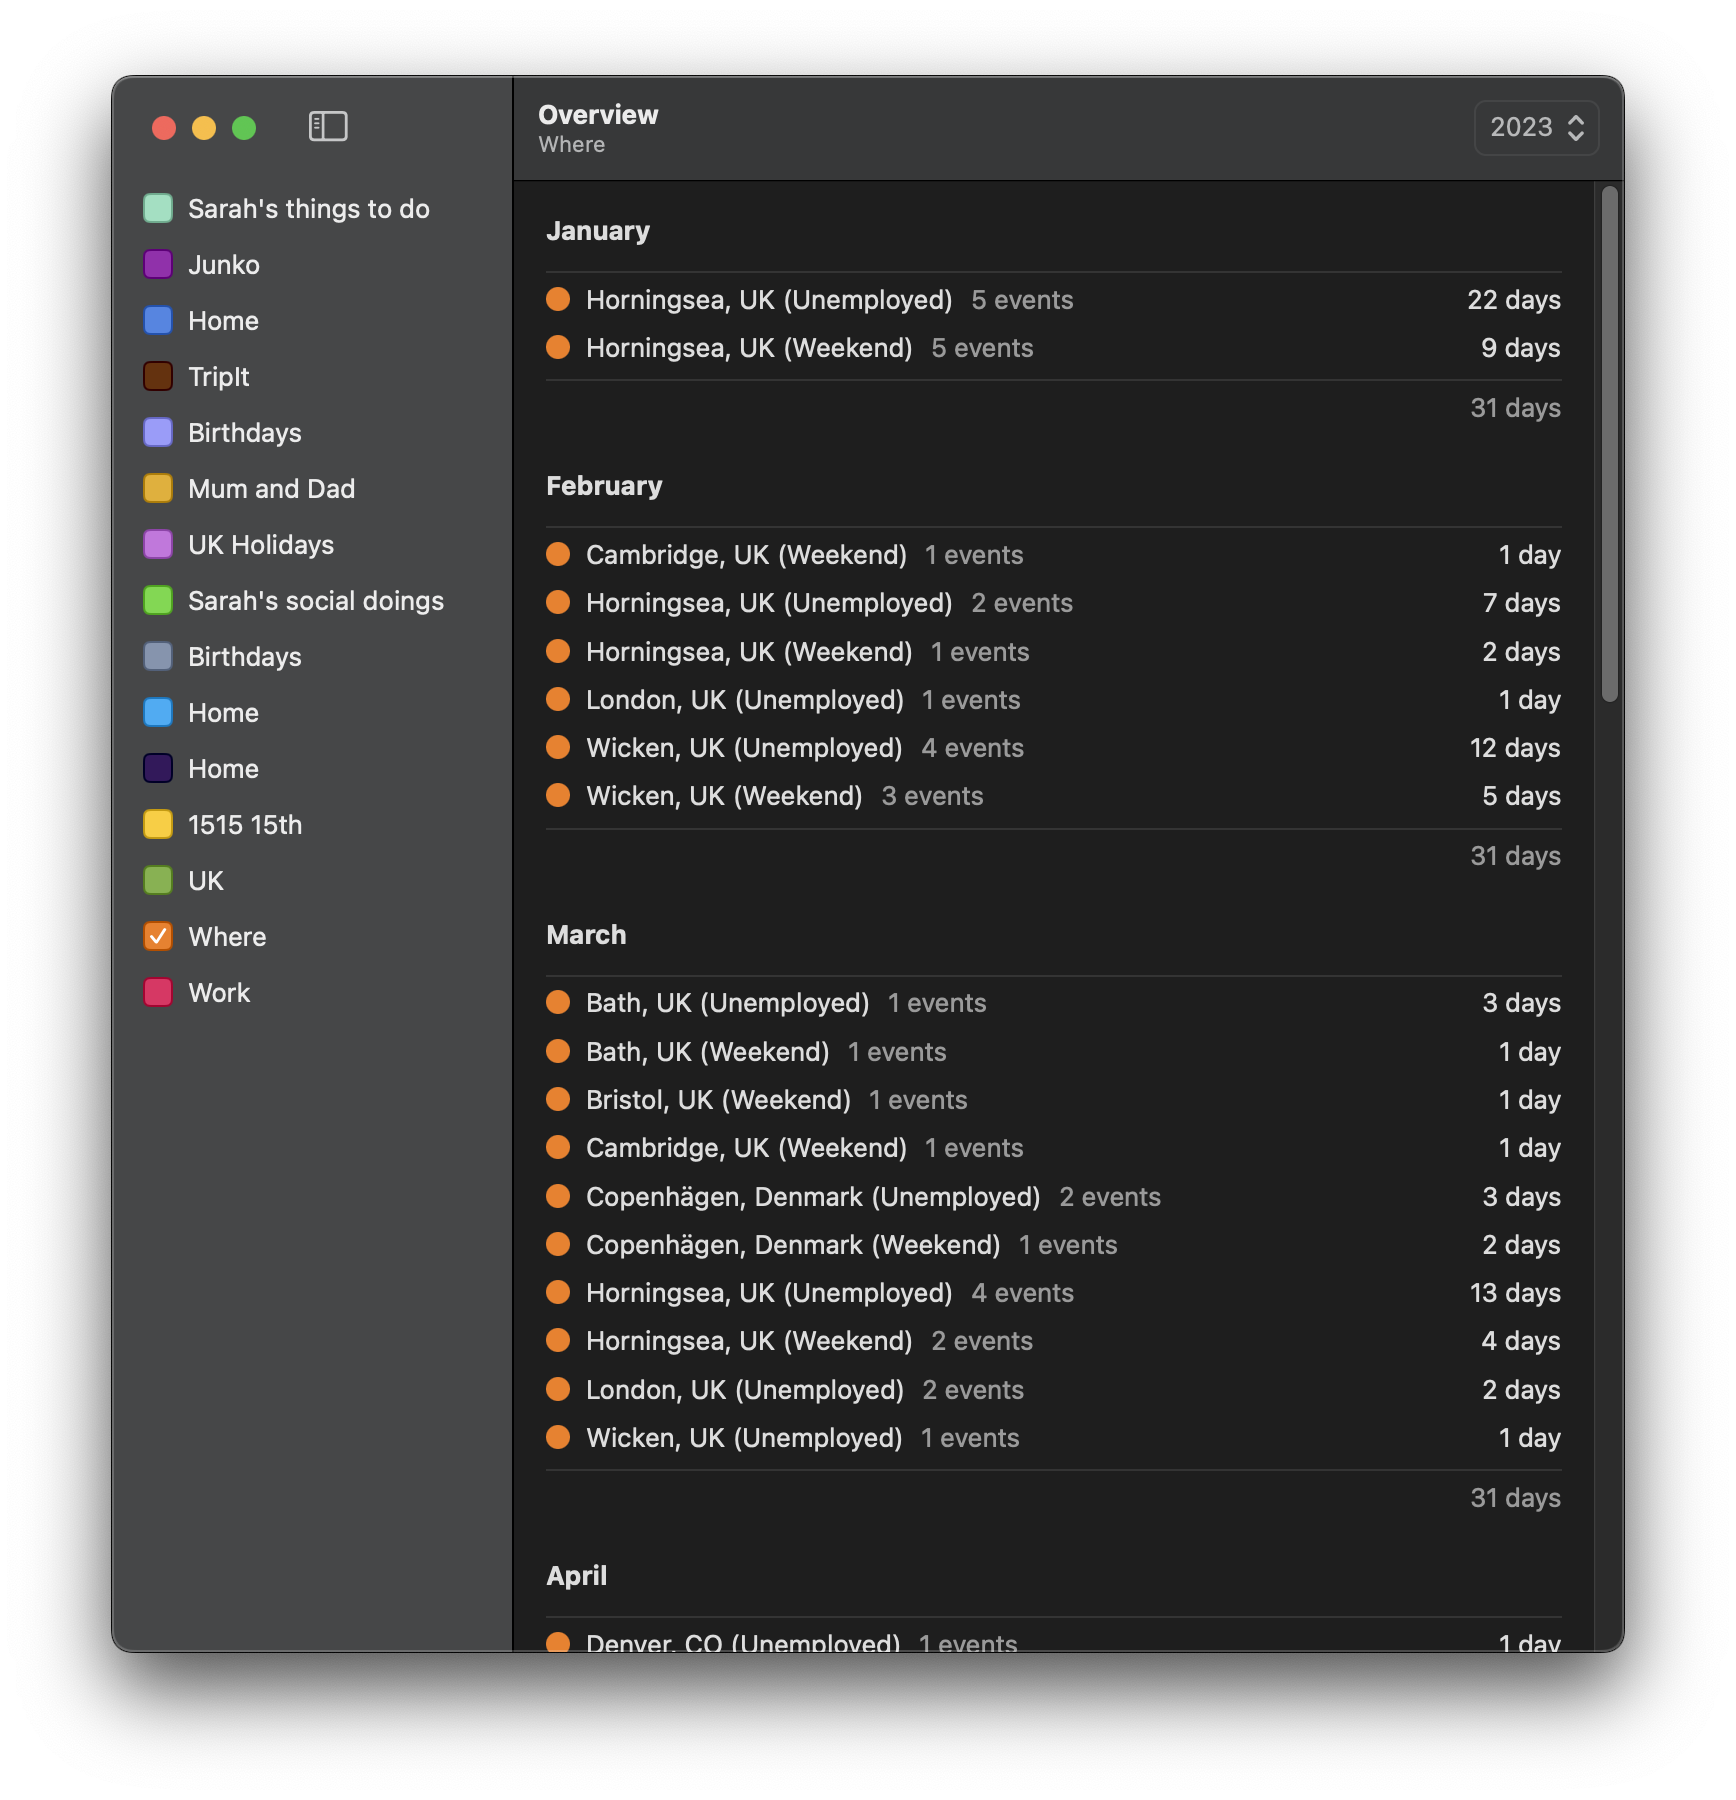 Sarah's things to do
Junko
Home
TripIt
Birthdays
Mum and Dad
UK Holidays
Sarah's social doings
Birthdays
Home
Home
1515 15th
UK
Where
Work
Overview
Where
2023
January
Horningsea, UK (Unemployed) 5 events 22 days
Horningsea, UK (Weekend) 5 events 9 days
31 days
February
Cambridge, UK (Weekend) 1 events 1 day
Horningsea, UK (Unemployed) 2 events 7 days
Horningsea, UK (Weekend) 1 events 2 days
London, UK (Unemployed) 1 events 1 day
Wicken, UK (Unemployed) 4 events 12 days
Wicken, UK (Weekend) 3 events 5 days
31 days
March
Bath, UK (Unemployed) 1 events 3 days
Bath, UK (Weekend) 1 events 1 day
Bristol, UK (Weekend) 1 events 1 day
Cambridge, UK (Weekend) 1 events 1 day
Copenhägen, Denmark (Unemployed) 2 events 3 days
Copenhägen, Denmark (Weekend) 1 events 2 days
Horningsea, UK (Unemployed) 4 events 13 days
Horningsea, UK (Weekend) 2 events 4 days
London, UK (Unemployed) 2 events 2 days
Wicken, UK (Unemployed) 1 events 1 day
31 days
April
Denver, CO (Unemployed) 1 events 1 day